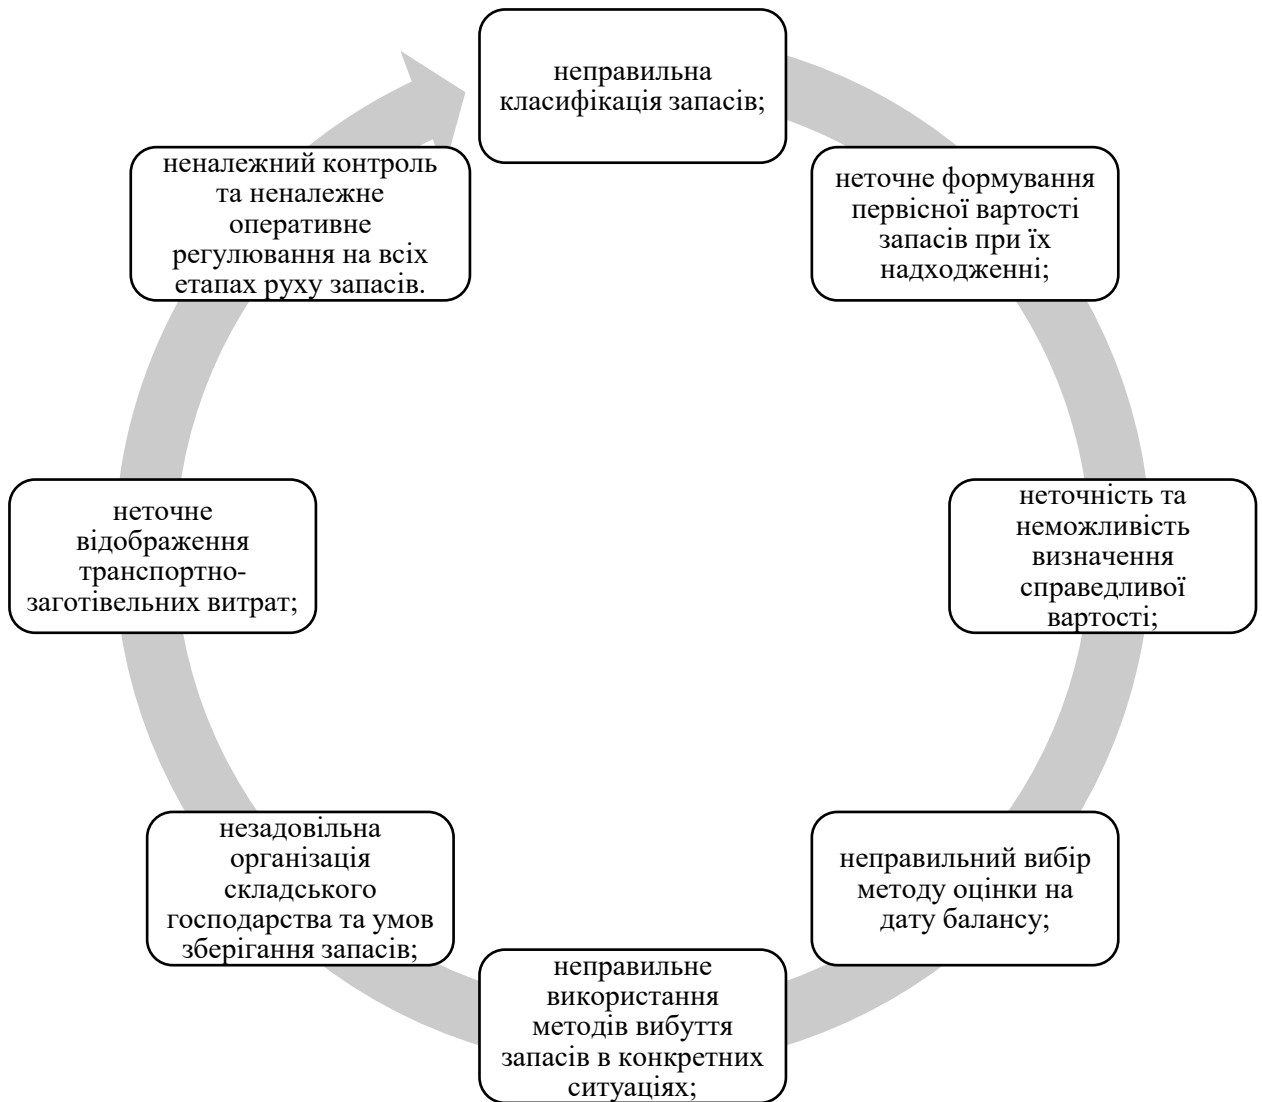 неправильна
класифікація запасів;
неточне формування
первісної вартості
запасів при їх
надходженні;
неточність та
неможливість
визначення
справедливої
вартості;
неправильний вибір
методу оцінки на
дату балансу;
неправильне
використання
методів вибуття
запасів в конкретних
ситуаціях;
незадовільна
організація
складського
господарства та умов
зберігання запасів;
неточне
відображення
транспортно-
заготівельних витрат;
неналежний контроль
та неналежне
оперативне
регулювання на всіх
етапах руху запасів.